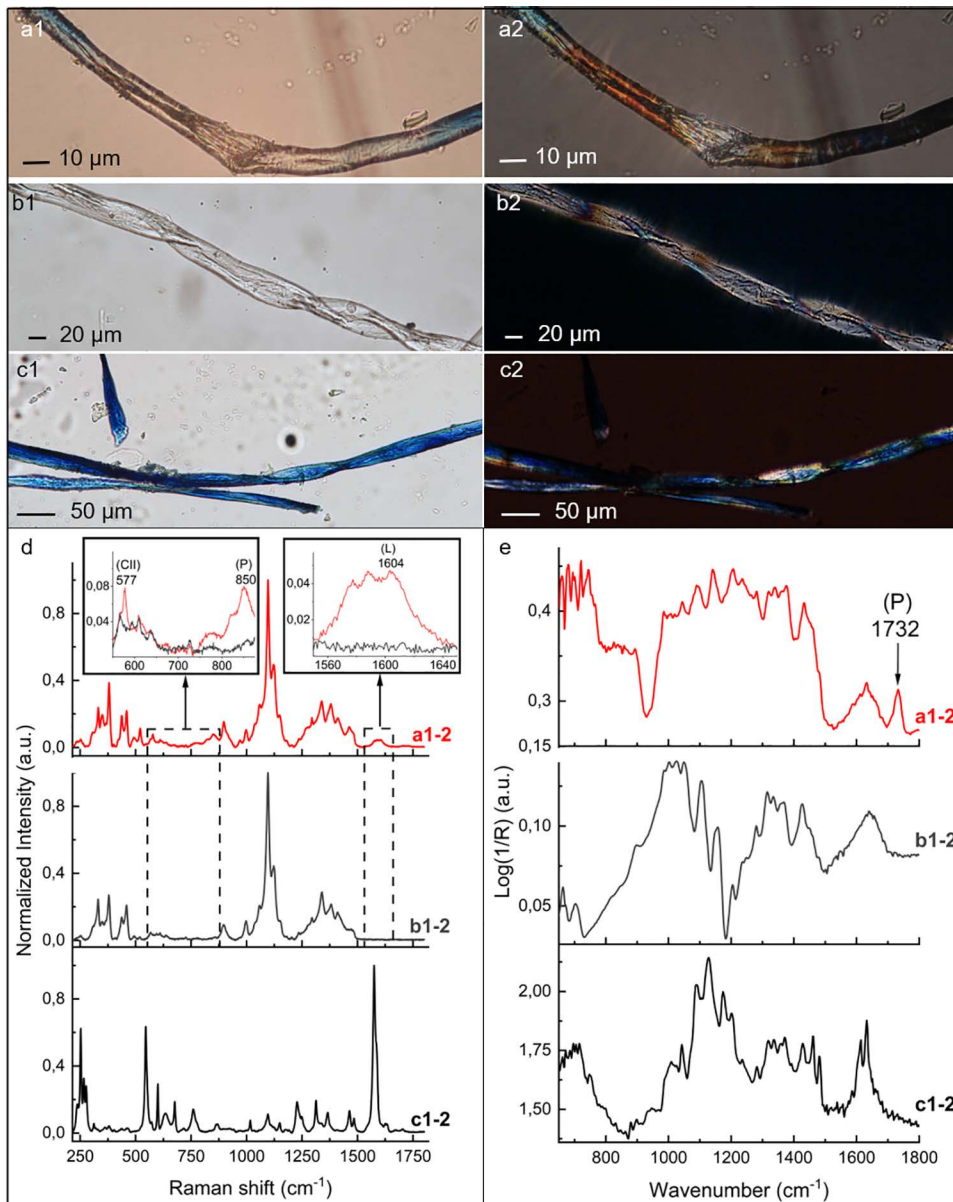 a1
10 µm
a2
10 µm
b1
20 µm
b2
20 µm
c1
50 µm
c2
50 µm
d
(CII)
577
(P)
850
0,08
0,04
600 700 800
(L)
1604
0,04
0,02
1560 1600 1640
0,8
0,4
0,0
a1-2
0,8
0,4
0,0
b1-2
0,8
0,4
0,0
c1-2
Normalized Intensity (a.u.)
250 500 750 1000 1250 1500 1750
Raman shift (cm⁻¹)
e
(P)
1732
0,4
0,3
0,15
a1-2
0,10
0,05
b1-2
2,00
1,75
1,50
c1-2
Log(1/R) (a.u.)
800 1000 1200 1400 1600 1800
Wavenumber (cm⁻¹)